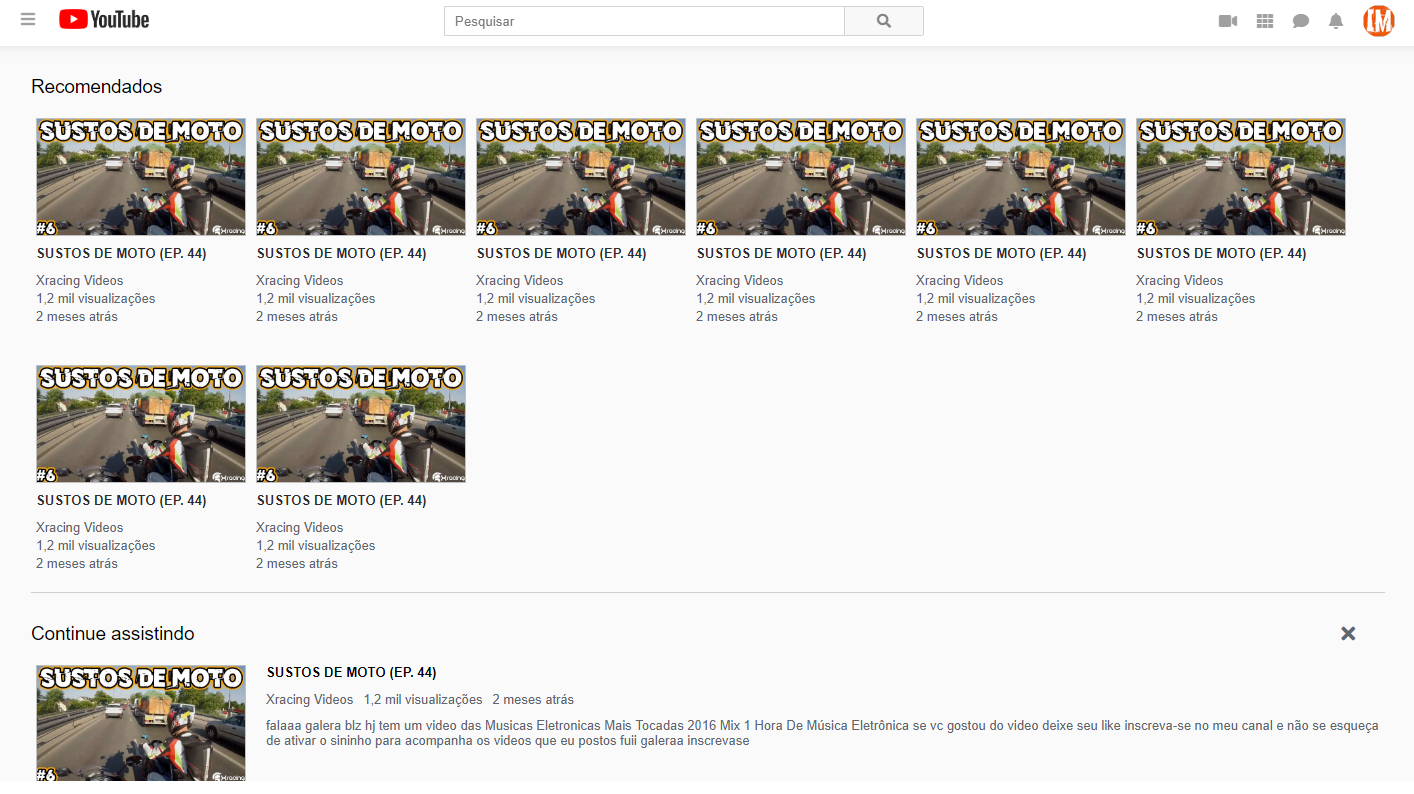 YouTube
Pesquisar
IM
Recomendados
SUSTOS DE MOTO SUSTOS DE MOTO SUSTOS DE MOTO SUSTOS DE MOTO SUSTOS DE MOTO SUSTOS DE MOTO
#6 Xracing #6 Xracing #6 Xracing #6 Xracing #6 Xracing #6 Xracing
SUSTOS DE MOTO (EP. 44) SUSTOS DE MOTO (EP. 44) SUSTOS DE MOTO (EP. 44) SUSTOS DE MOTO (EP. 44) SUSTOS DE MOTO (EP. 44) SUSTOS DE MOTO (EP. 44)
Xracing Videos Xracing Videos Xracing Videos Xracing Videos Xracing Videos Xracing Videos
1,2 mil visualizações 1,2 mil visualizações 1,2 mil visualizações 1,2 mil visualizações 1,2 mil visualizações 1,2 mil visualizações
2 meses atrás 2 meses atrás 2 meses atrás 2 meses atrás 2 meses atrás 2 meses atrás
SUSTOS DE MOTO SUSTOS DE MOTO
#6 Xracing #6 Xracing
SUSTOS DE MOTO (EP. 44) SUSTOS DE MOTO (EP. 44)
Xracing Videos Xracing Videos
1,2 mil visualizações 1,2 mil visualizações
2 meses atrás 2 meses atrás
Continue assistindo
SUSTOS DE MOTO
#6 Xracing
SUSTOS DE MOTO (EP. 44)
Xracing Videos 1,2 mil visualizações 2 meses atrás
falaaa galera blz hj tem um video das Musicas Eletronicas Mais Tocadas 2016 Mix 1 Hora De Música Eletrônica se vc gostou do video deixe seu like inscreva-se no meu canal e não se esqueça
de ativar o sininho para acompanha os videos que eu postos fuii galeraa inscrevase